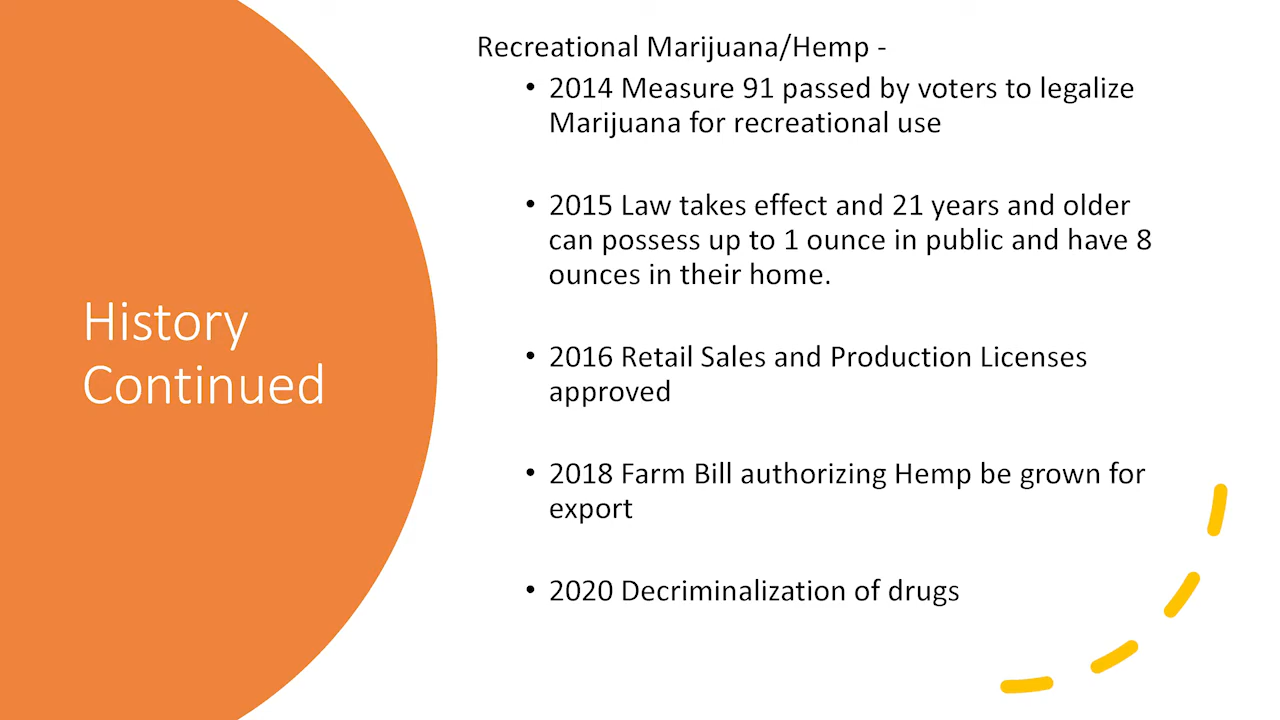 History
Continued
Recreational Marijuana/Hemp -
• 2014 Measure 91 passed by voters to legalize
Marijuana for recreational use
• 2015 Law takes effect and 21 years and older
can possess up to 1 ounce in public and have 8
ounces in their home.
• 2016 Retail Sales and Production Licenses
approved
• 2018 Farm Bill authorizing Hemp be grown for
export
• 2020 Decriminalization of drugs